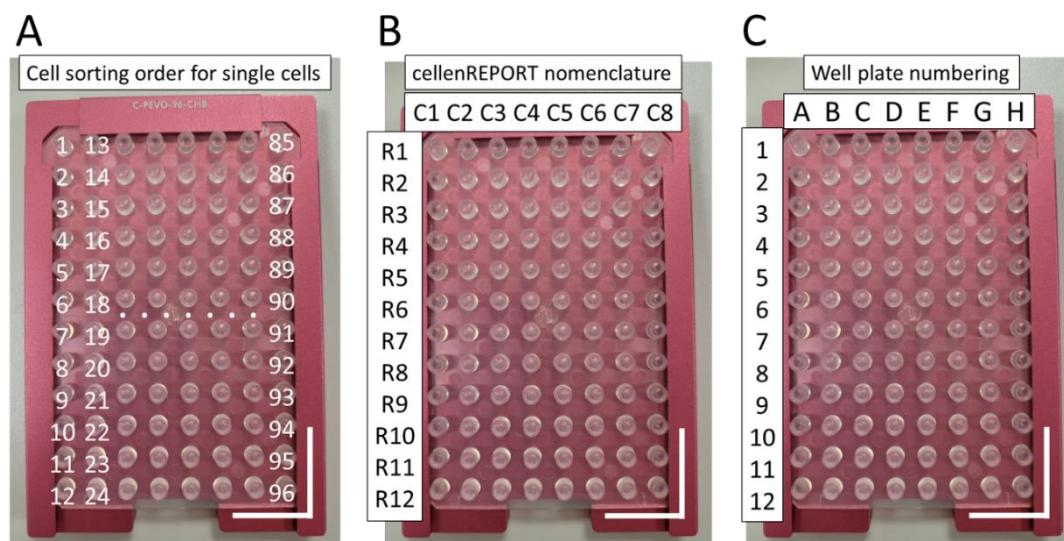 A
Cell sorting order for single cells
C-PEVO-96-CHB
1 13 85
2 14 86
3 15 87
4 16 88
5 17 89
6 18 90
7 19 91
8 20 92
9 21 93
10 22 94
11 23 95
12 24 96
B
cellenREPORT nomenclature
C1 C2 C3 C4 C5 C6 C7 C8
R1
R2
R3
R4
R5
R6
R7
R8
R9
R10
R11
R12
C
Well plate numbering
A B C D E F G H
1
2
3
4
5
6
7
8
9
10
11
12